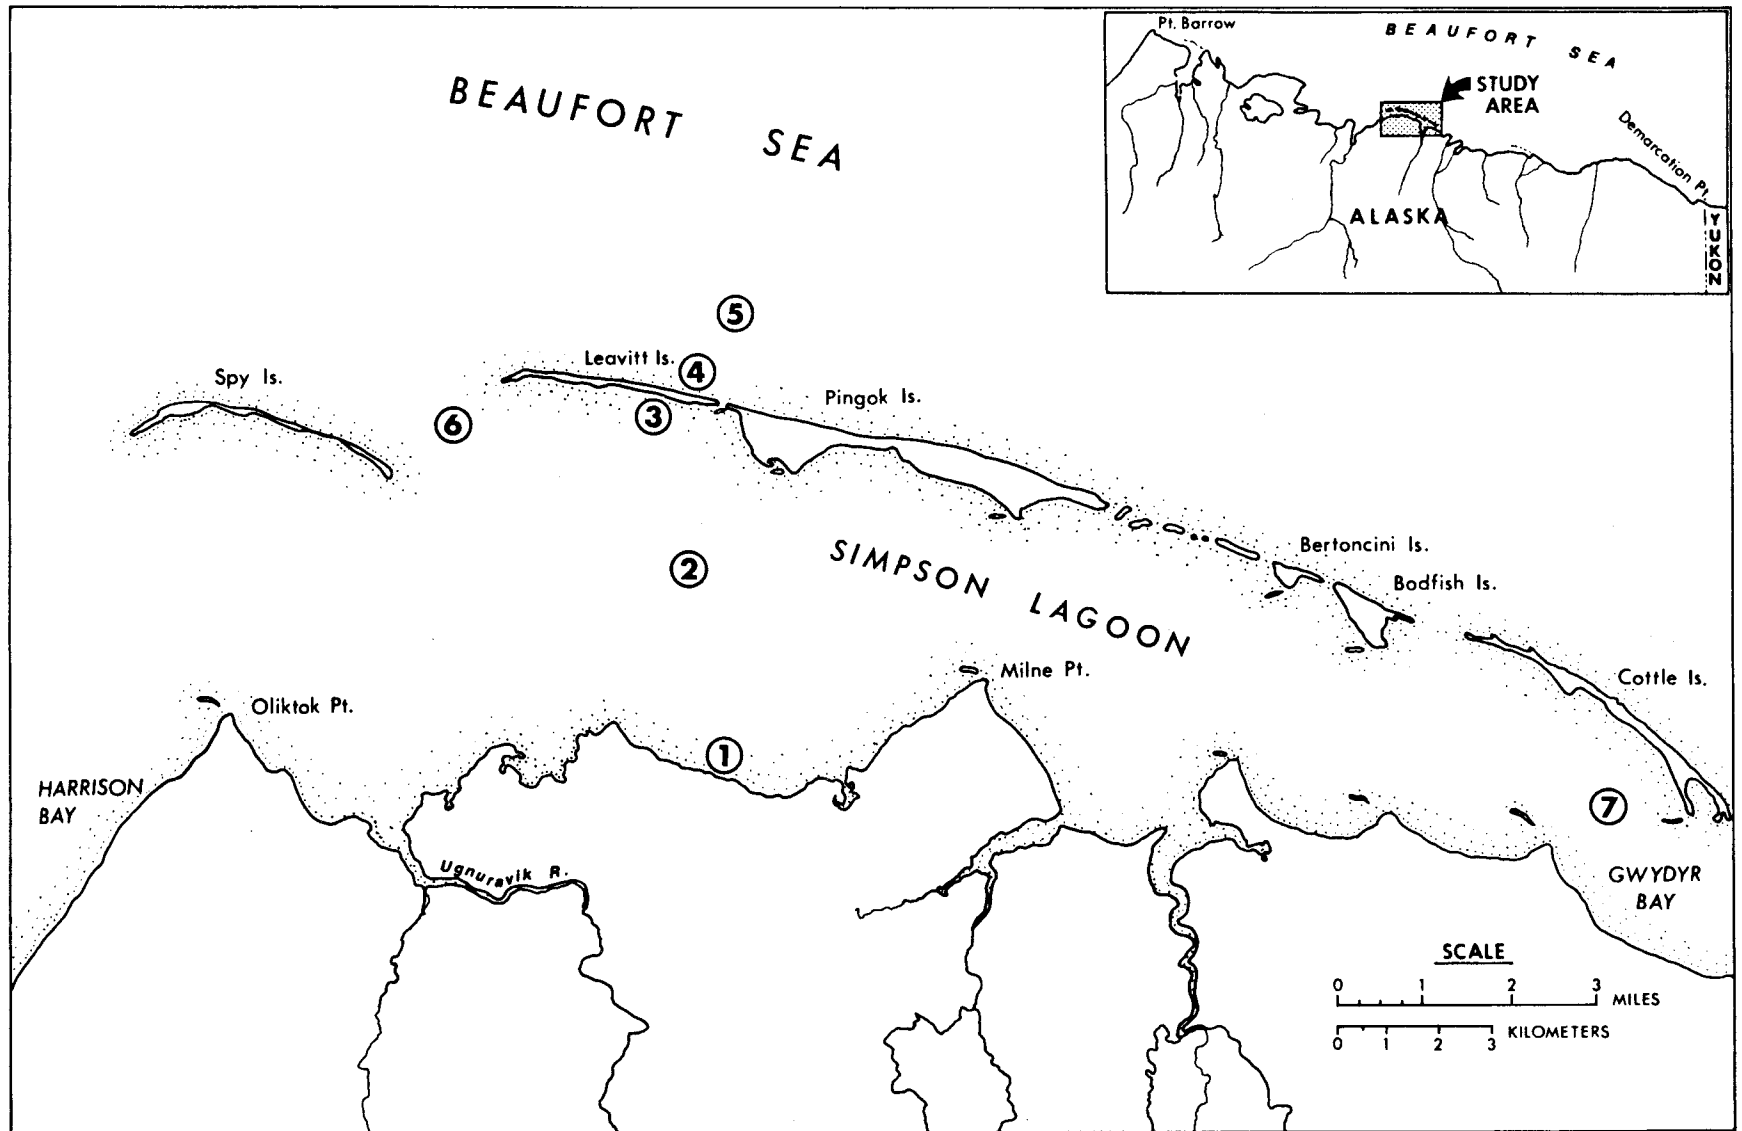 BEAUFORT SEA
Pt. Barrow
BEAUFORT SEA
STUDY
AREA
Demarcation Pt.
ALASKA
YUKON
5
Leavitt Is.
4
Spy Is.
Pingok Is.
3
6
2
SIMPSON LAGOON
Bertoncini Is.
Bodfish Is.
Milne Pt.
Cottle Is.
Oliktok Pt.
1
HARRISON
BAY
7
Ugnuravik R.
GWYDYR
BAY
SCALE
0 1 2 3
MILES
KILOMETERS
0 1 2 3